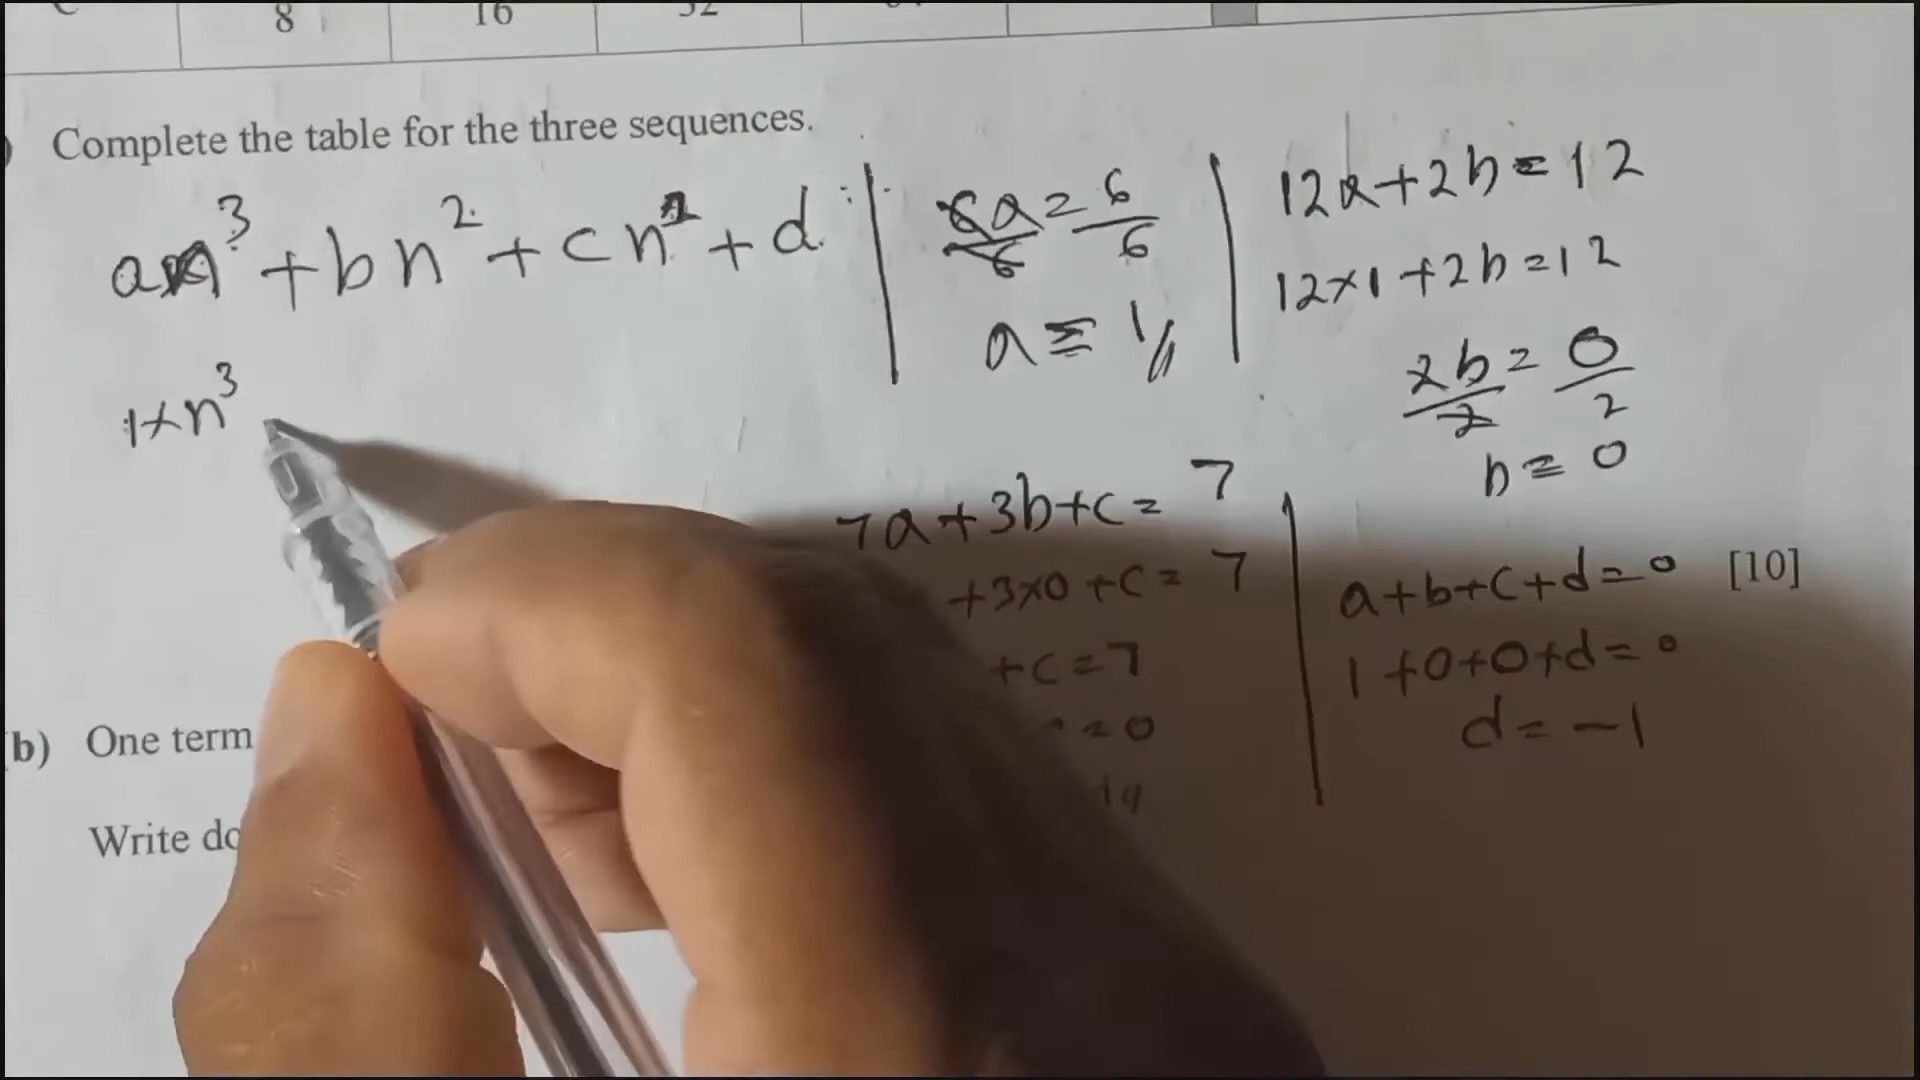 8 16
Complete the table for the three sequences.
an³ + bn² + cn + d
1×n³
6a/6 = 6/6
a = 1
12a + 2b = 12
12×1 + 2b = 12
2b/2 = 0/2
b = 0
7a + 3b + c = 7
+ 3×0 + c = 7
+ c = 7
= 0
a + b + c + d = 0 [10]
1 + 0 + 0 + d = 0
d = -1
b) One term
Write do